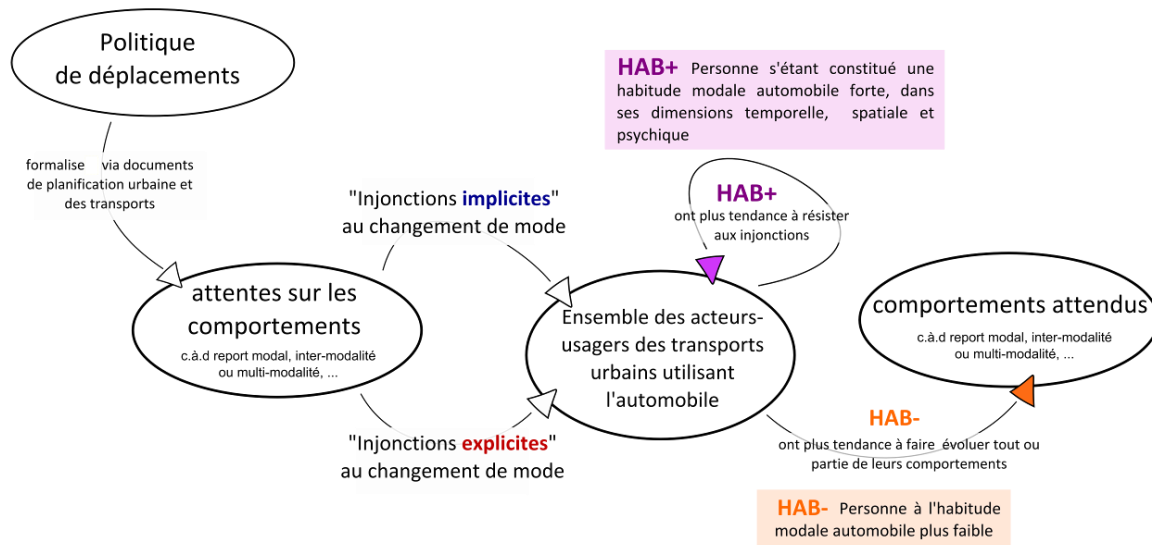 Politique
de déplacements
formalise via documents
de planification urbaine et
des transports
attentes sur les
comportements
c.à.d report modal, inter-modalité
ou multi-modalité, ...
"Injonctions implicites"
au changement de mode
"Injonctions explicites"
au changement de mode
HAB+ Personne s'étant constitué une
habitude modale automobile forte, dans
ses dimensions temporelle, spatiale et
psychique
HAB+
ont plus tendance à résister
aux injonctions
Ensemble des acteurs-
usagers des transports
urbains utilisant
l'automobile
comportements attendus
c.à.d report modal, inter-modalité
ou multi-modalité, ...
HAB-
ont plus tendance à faire évoluer tout ou
partie de leurs comportements
HAB- Personne à l'habitude
modale automobile plus faible